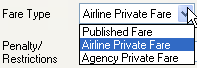 Fare Type Airline Private Fare
Published Fare
Penalty/ Airline Private Fare
Restrictions Agency Private Fare